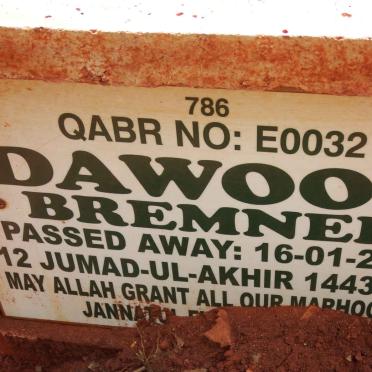 786
QABR NO: E0032
DAWOO
BREMNE
PASSED AWAY: 16-01-2
12 JUMAD-UL-AKHIR 1443
MAY ALLAH GRANT ALL OUR MARHOO
JANNATUL